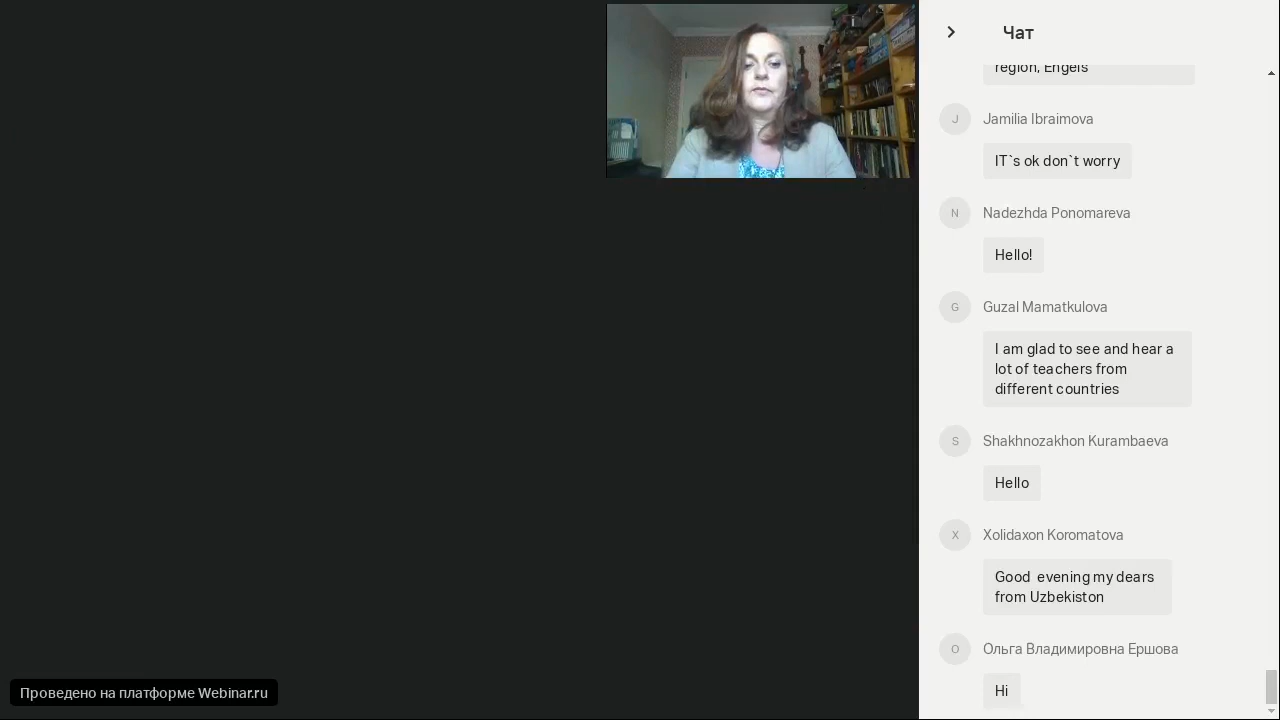 Чат
region, Engels
J
Jamilia Ibraimova
IT`s ok don`t worry
N
Nadezhda Ponomareva
Hello!
G
Guzal Mamatkulova
I am glad to see and hear a
lot of teachers from
different countries
S
Shakhnozakhon Kurambaeva
Hello
X
Xolidaxon Koromatova
Good  evening my dears
from Uzbekiston
О
Ольга Владимировна Ершова
Hi
Проведено на платформе Webinar.ru